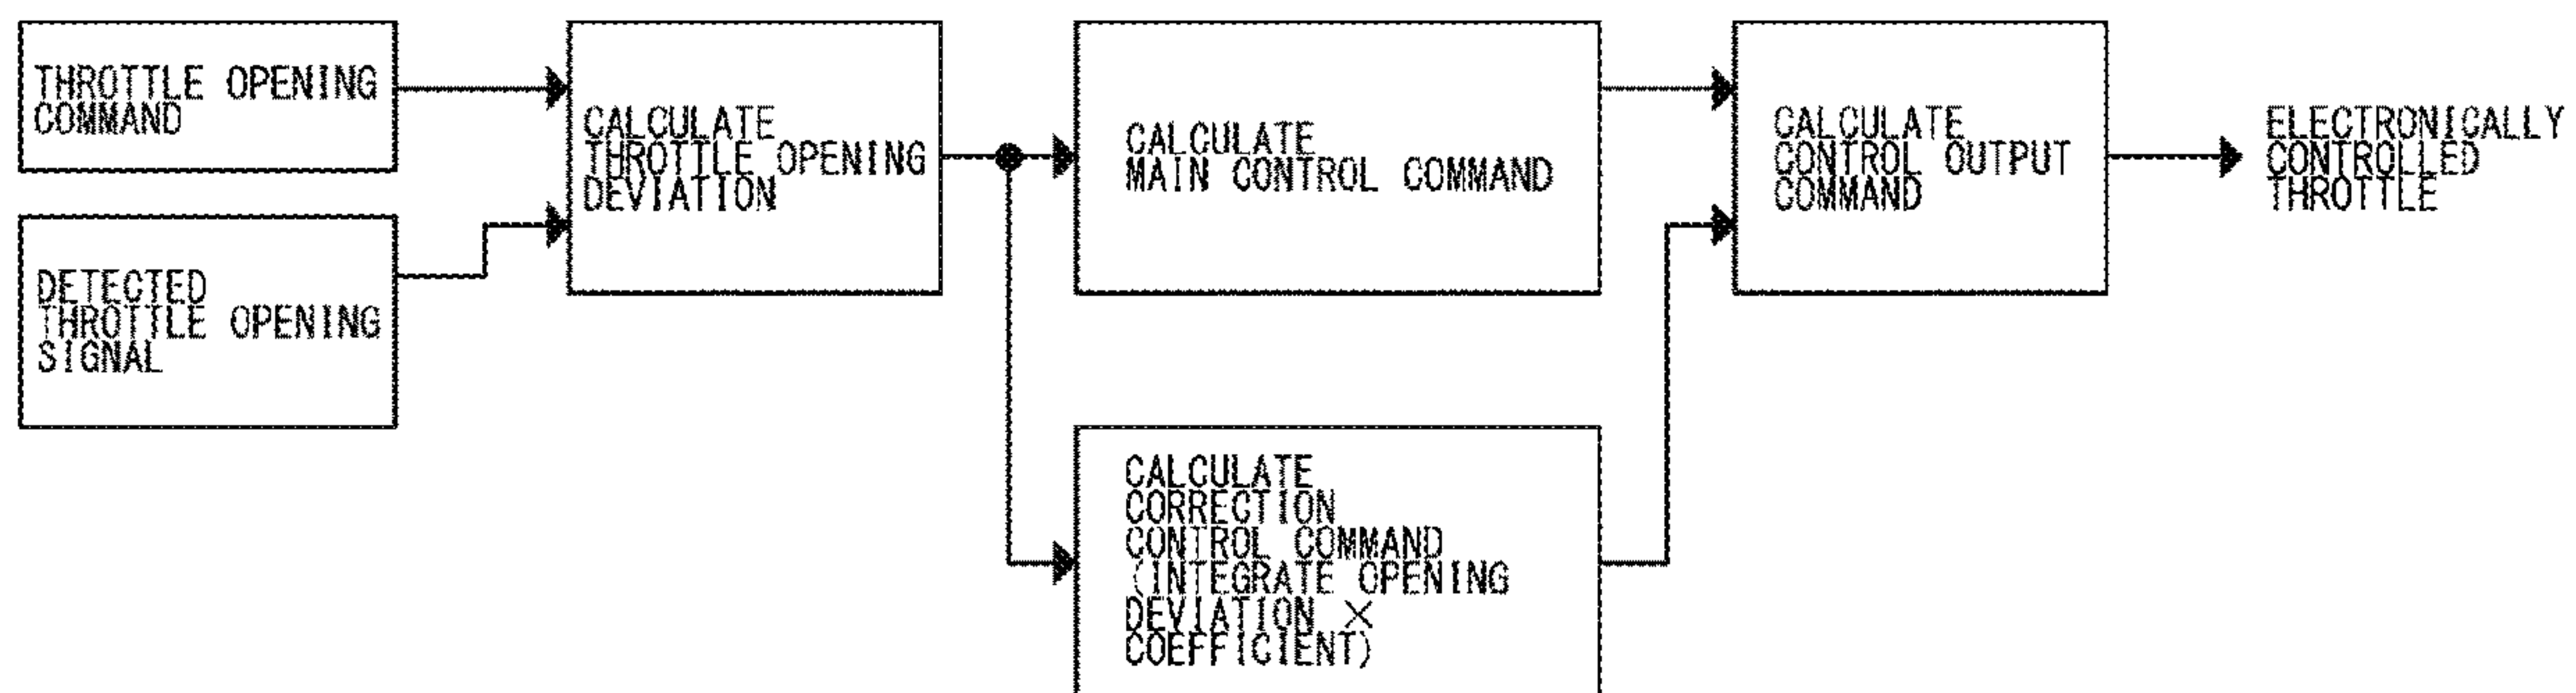 THROTTLE OPENING
COMMAND
DETECTED
THROTTLE OPENING
SIGNAL
CALCULATE
THROTTLE OPENING
DEVIATION
CALCULATE
MAIN CONTROL COMMAND
CALCULATE
CORRECTION
CONTROL COMMAND
(INTEGRATE OPENING
DEVIATION ×
COEFFICIENT)
CALCULATE
CONTROL OUTPUT
COMMAND
ELECTRONICALLY
CONTROLLED
THROTTLE